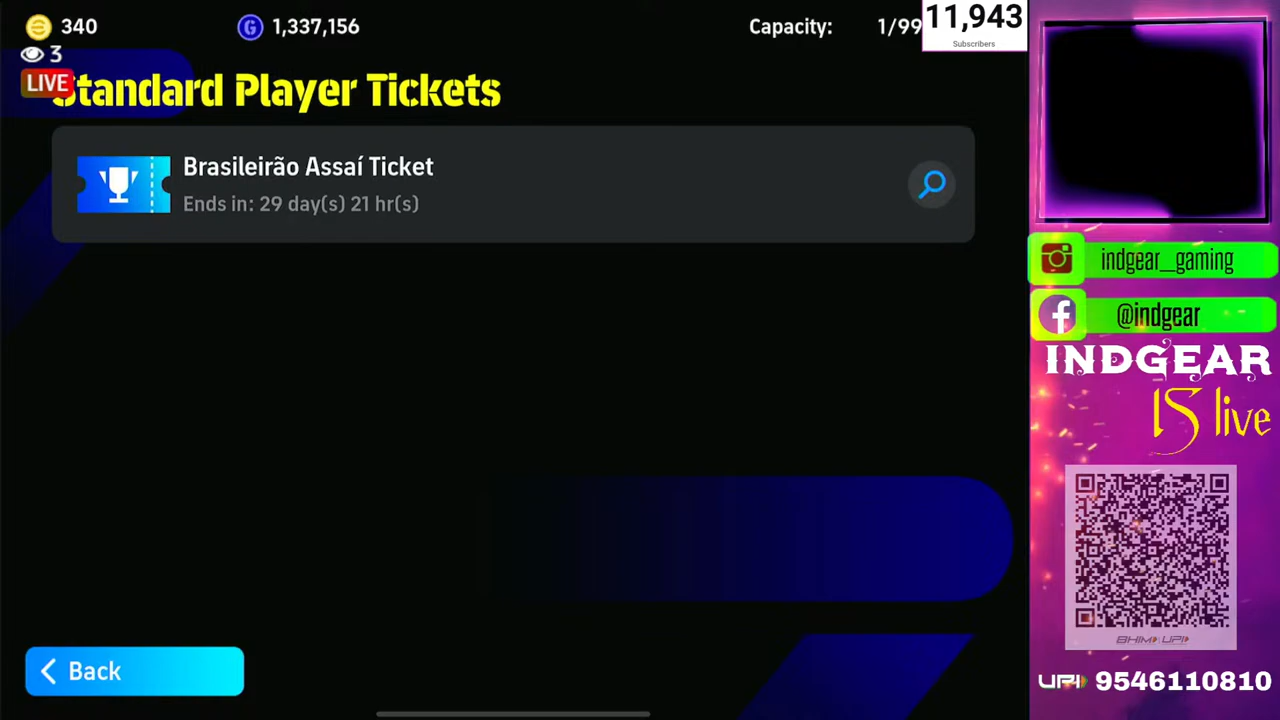 340
1,337,156
Capacity:
1/99
11,943
Subscribers
3
LIVE
Standard Player Tickets
Brasileirão Assaí Ticket
Ends in: 29 day(s) 21 hr(s)
Back
indgear_gaming
@indgear
INDGEAR
IS live
BHIM UPI
UPI 9546110810